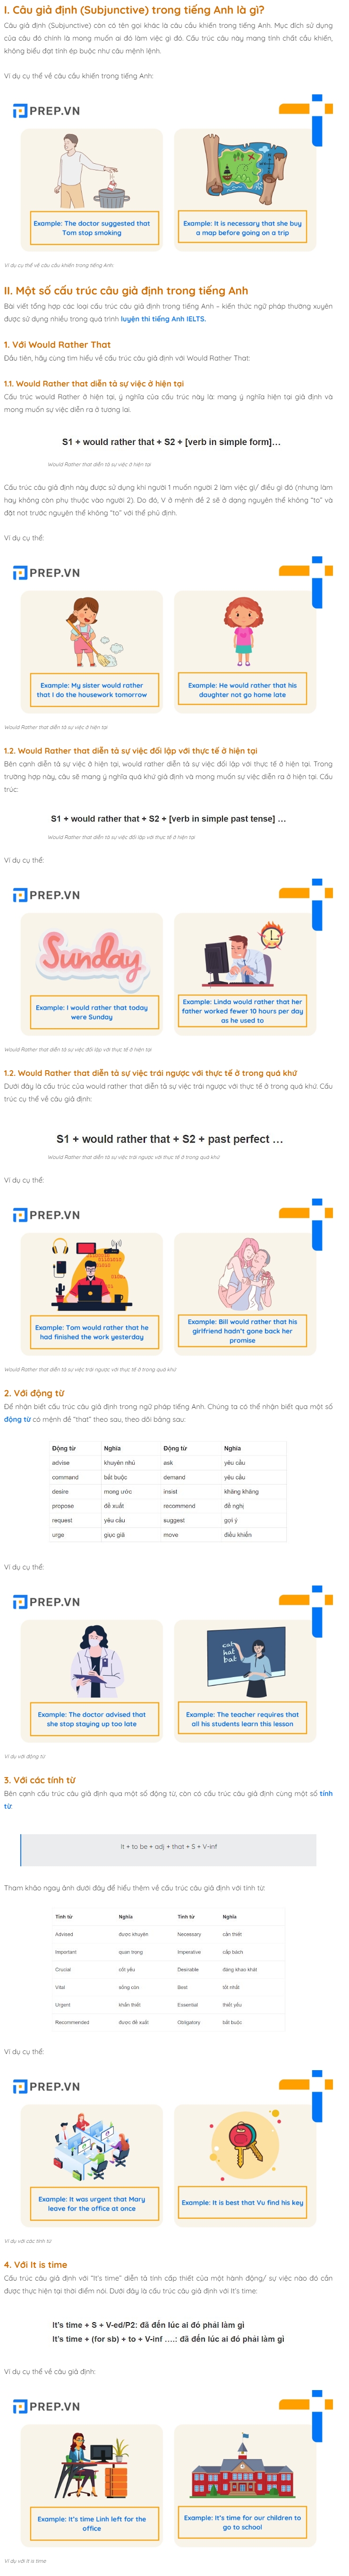 I. Câu giả định (Subjunctive) trong tiếng Anh là gì?
Câu giả định (Subjunctive) còn có tên gọi khác là câu cầu khiến trong tiếng Anh. Mục đích sử dụng
của câu đó chính là mong muốn ai đó làm việc gì đó. Cấu trúc câu này mang tính chất cầu khiến,
không biểu đạt tính ép buộc như câu mệnh lệnh.
Ví dụ cụ thể về câu cầu khiến trong tiếng Anh:
PREP.VN
Example: The doctor suggested that
Tom stop smoking
Example: It is necessary that she buy
a map before going on a trip
Ví dụ cụ thể về câu cầu khiến trong tiếng Anh
II. Một số cấu trúc câu giả định trong tiếng Anh
Bài viết tổng hợp các loại cấu trúc câu giả định trong tiếng Anh – kiến thức ngữ pháp thường xuyên
được sử dụng nhiều trong quá trình luyện thi tiếng Anh IELTS.
1. Với Would Rather That
Đầu tiên, hãy cùng tìm hiểu về cấu trúc câu giả định với Would Rather That:
1.1. Would Rather that diễn tả sự việc ở hiện tại
Cấu trúc would Rather ở hiện tại, ý nghĩa của cấu trúc này là: mang ý nghĩa hiện tại giả định và
mong muốn sự việc diễn ra ở tương lai.
S1 + would rather that + S2 + [verb in simple form]…
Would Rather that diễn tả sự việc ở hiện tại
Cấu trúc câu giả định này được sử dụng khi người 1 muốn người 2 làm việc gì/ điều gì đó (nhưng làm
hay không còn phụ thuộc vào người 2). Do đó, V ở mệnh đề 2 sẽ ở dạng nguyên thể không "to" và
đặt not trước nguyên thể không "to" với thể phủ định.
Ví dụ cụ thể:
PREP.VN
Example: My sister would rather
that I do the housework tomorrow
Example: He would rather that his
daughter not go home late
Would Rather that diễn tả sự việc ở hiện tại
1.2. Would Rather that diễn tả sự việc đối lập với thực tế ở hiện tại
Bên cạnh diễn tả sự việc ở hiện tại, would rather diễn tả sự việc đối lập với thực tế ở hiện tại. Trong
trường hợp này, câu sẽ mang ý nghĩa quá khứ giả định và mong muốn sự việc diễn ra ở hiện tại. Cấu
trúc:
S1 + would rather that + S2 + [verb in simple past tense] …
Would Rather that diễn tả sự việc đối lập với thực tế ở hiện tại
Ví dụ cụ thể:
PREP.VN
Sunday
Example: I would rather that today
were Sunday
Example: Linda would rather that her
father worked fewer 10 hours per day
as he used to
Would Rather that diễn tả sự việc đối lập với thực tế ở hiện tại
1.2. Would Rather that diễn tả sự việc trái ngược với thực tế ở trong quá khứ
Dưới đây là cấu trúc của would rather that diễn tả sự việc trái ngược với thực tế ở trong quá khứ. Cấu
trúc cụ thể về câu giả định:
S1 + would rather that + S2 + past perfect …
Would Rather that diễn tả sự việc trái ngược với thực tế ở trong quá khứ
Ví dụ cụ thể:
PREP.VN
Example: Tom would rather that he
had finished the work yesterday
Example: Bill would rather that his
girlfriend hadn't gone back her
promise
Would Rather that diễn tả sự việc trái ngược với thực tế ở trong quá khứ
2. Với động từ
Để nhận biết cấu trúc câu giả định trong ngữ pháp tiếng Anh. Chúng ta có thể nhận biết qua một số
động từ có mệnh đề "that" theo sau, theo dõi bảng sau:
Động từ Nghĩa Động từ Nghĩa
advise khuyên nhủ ask yêu cầu
command bắt buộc demand yêu cầu
desire mong ước insist khăng khăng
propose đề xuất recommend đề nghị
request yêu cầu suggest gợi ý
urge giục giã move điều khiển
Ví dụ cụ thể:
PREP.VN
cat
hat
bat
Example: The doctor advised that
she stop staying up too late
Example: The teacher requires that
all his students learn this lesson
Ví dụ với động từ
3. Với các tính từ
Bên cạnh cấu trúc câu giả định qua một số động từ, còn có cấu trúc câu giả định cùng một số tính
từ:
It + to be + adj + that + S + V-inf
Tham khảo ngay ảnh dưới đây để hiểu thêm về cấu trúc câu giả định với tính từ:
Tính từ Nghĩa Tính từ Nghĩa
Advised được khuyên Necessary cần thiết
Important quan trọng Imperative cấp bách
Crucial cốt yếu Desirable đáng khao khát
Vital sống còn Best tốt nhất
Urgent khẩn thiết Essential thiết yếu
Recommended được đề xuất Obligatory bắt buộc
Ví dụ cụ thể:
PREP.VN
Example: It was urgent that Mary
leave for the office at once
Example: It is best that Vu find his key
Ví dụ với các tính từ
4. Với It is time
Cấu trúc câu giả định với "It's time" diễn tả tính cấp thiết của một hành động/ sự việc nào đó cần
được thực hiện tại thời điểm nói. Dưới đây là cấu trúc câu giả định với It's time:
It's time + S + V-ed/P2: đã đến lúc ai đó phải làm gì
It's time + (for sb) + to + V-inf ….: đã đến lúc ai đó phải làm gì
Ví dụ cụ thể về câu giả định:
PREP.VN
Example: It's time Linh left for the
office
Example: It's time for our children to
go to school
Ví dụ với It is time